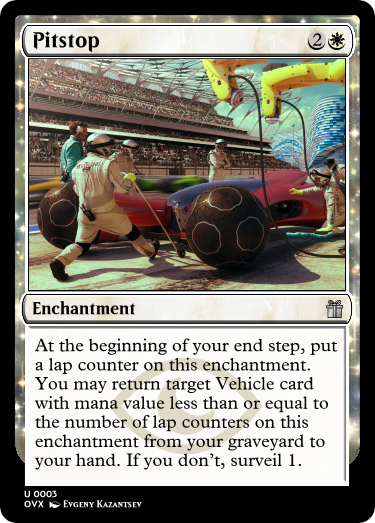 Pitstop 2
Enchantment
At the beginning of your end step, put
a lap counter on this enchantment.
You may return target Vehicle card
with mana value less than or equal to
the number of lap counters on this
enchantment from your graveyard to
your hand. If you don't, surveil 1.
U 0003
OVX Evgeny Kazantsev